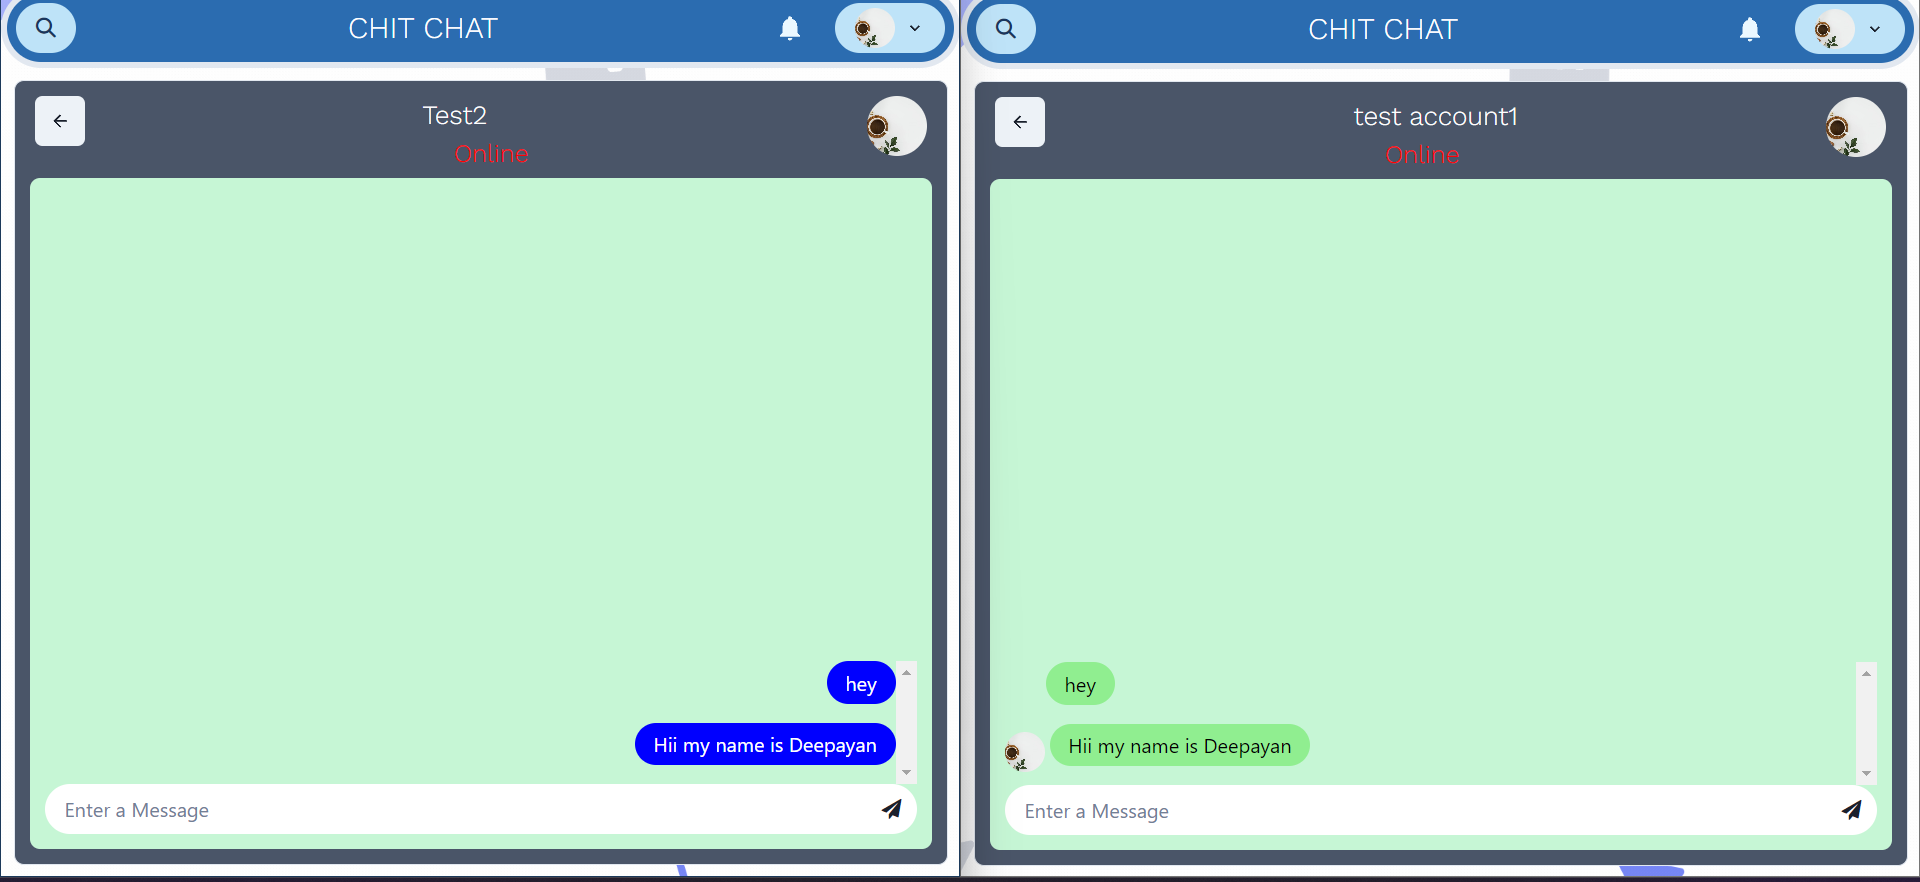 CHIT CHAT
Test2
Online
hey
Hii my name is Deepayan
Enter a Message
CHIT CHAT
test account1
Online
hey
Hii my name is Deepayan
Enter a Message